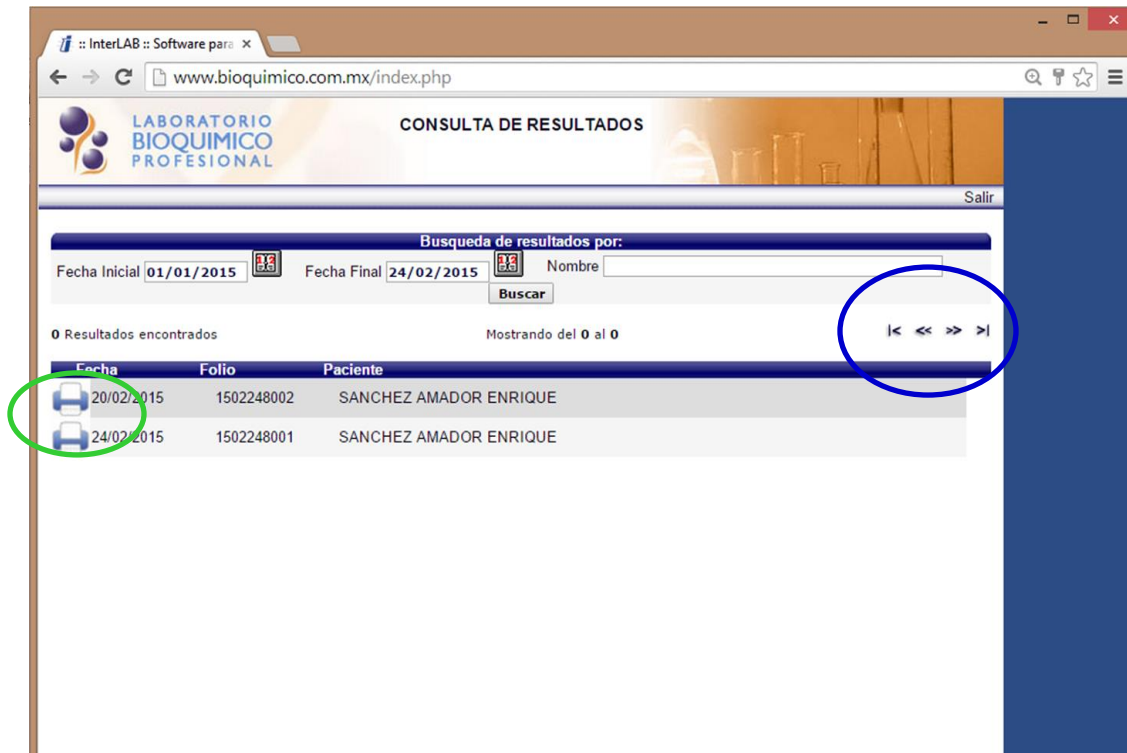 :: InterLAB :: Software para
www.bioquimico.com.mx/index.php
LABORATORIO
BIOQUIMICO
PROFESIONAL
CONSULTA DE RESULTADOS
Salir
Busqueda de resultados por:
Fecha Inicial 01/01/2015 Fecha Final 24/02/2015 Nombre
Buscar
0 Resultados encontrados Mostrando del 0 al 0 |< << >> >|
Fecha Folio Paciente
20/02/2015 1502248002 SANCHEZ AMADOR ENRIQUE
24/02/2015 1502248001 SANCHEZ AMADOR ENRIQUE